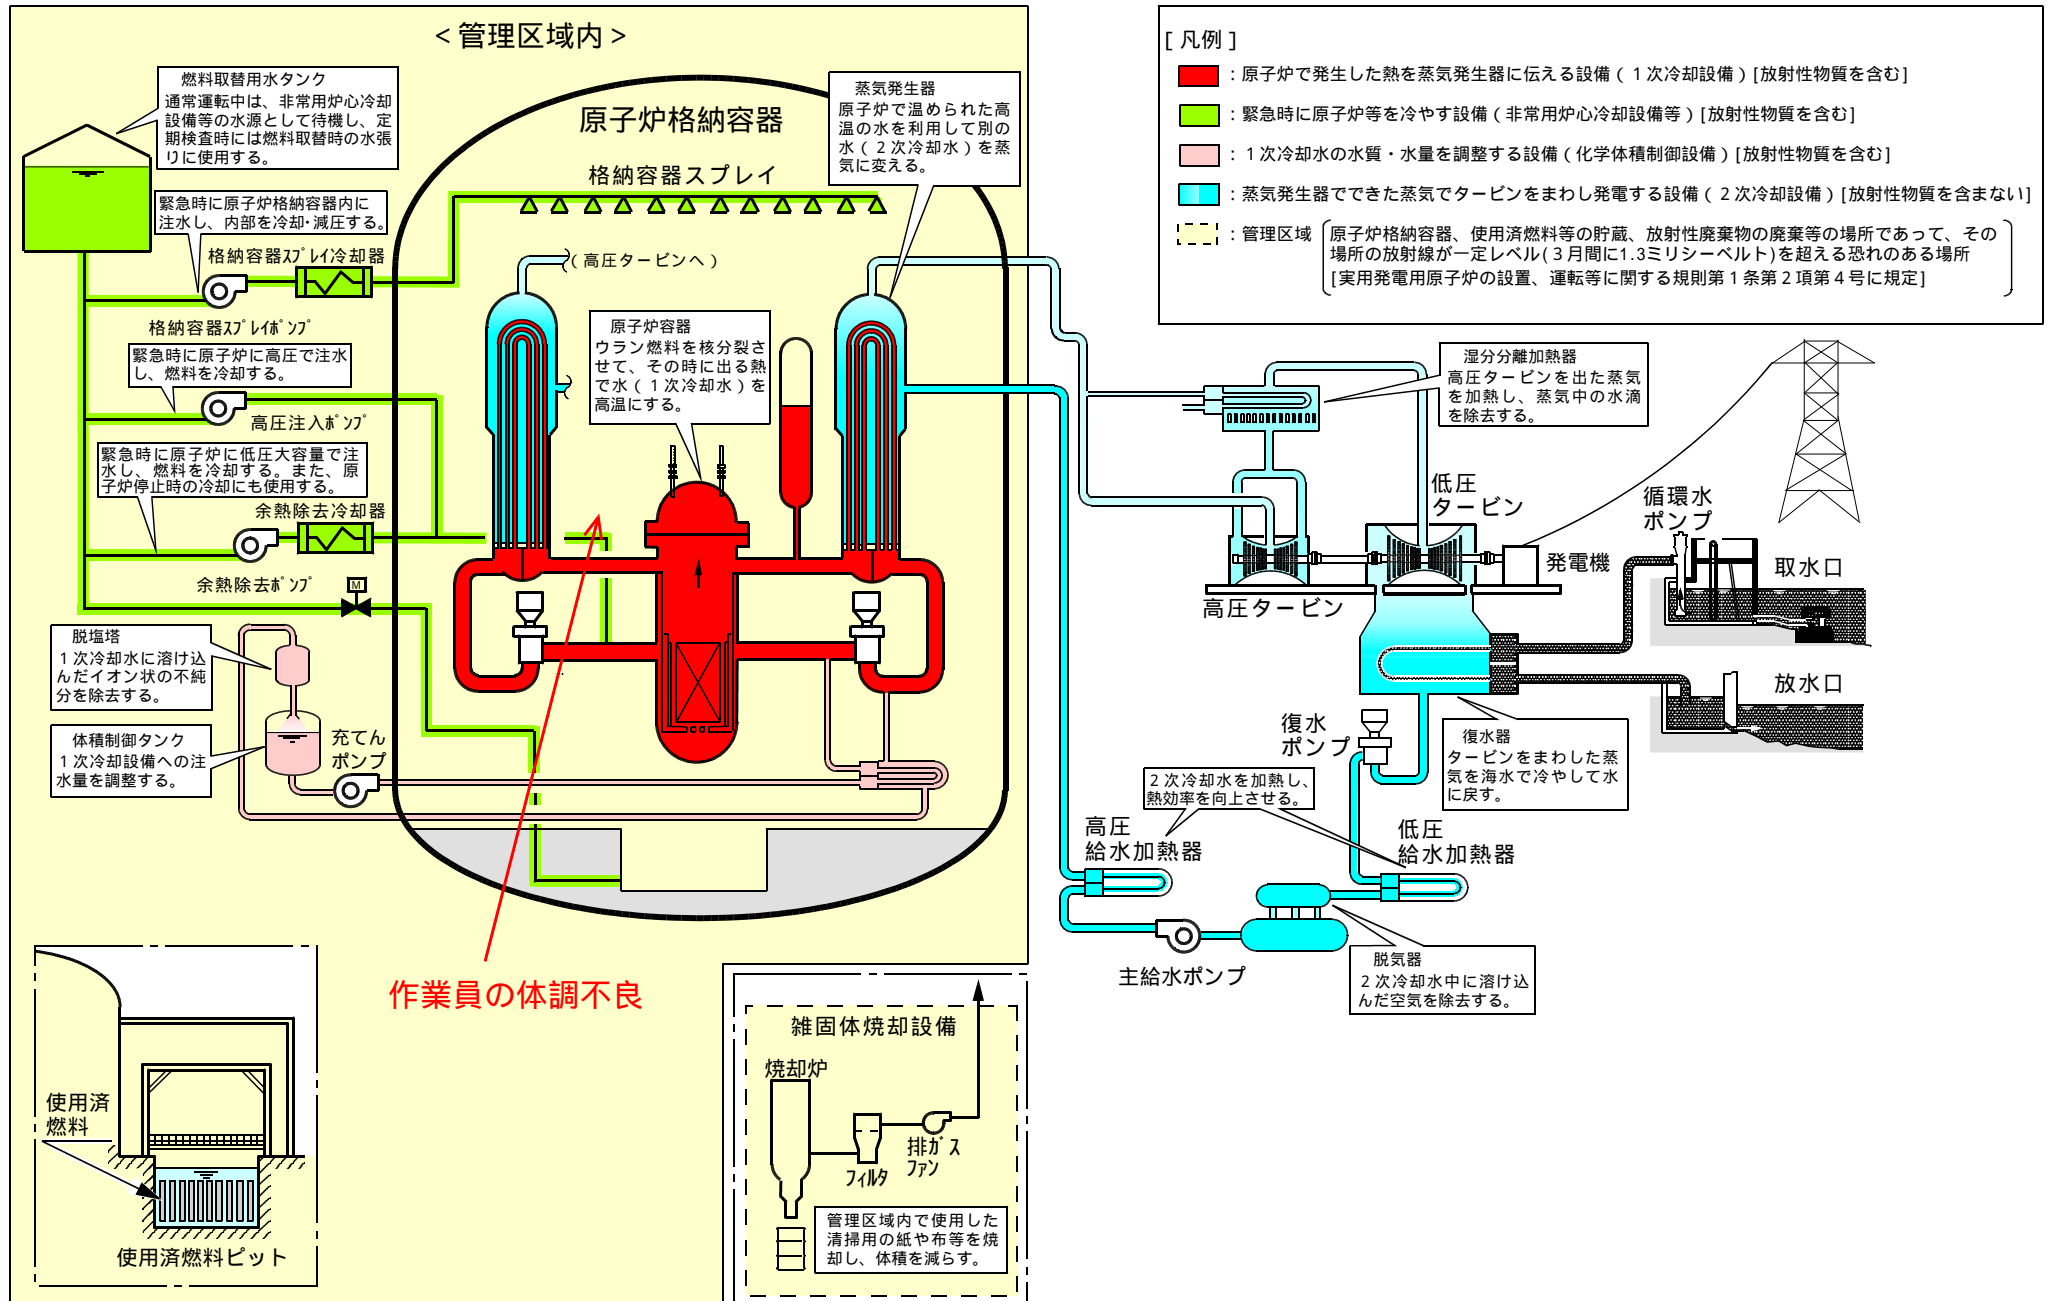 ＜管理区域内＞
燃料取替用水タンク
通常運転中は、非常用炉心冷却
設備等の水源として待機し、定
期検査時には燃料取替時の水張
りに使用する。
緊急時に原子炉格納容器内に
注水し、内部を冷却･減圧する。
格納容器ｽﾌﾟﾚｲ冷却器
格納容器ｽﾌﾟﾚｲﾎﾟﾝﾌﾟ
緊急時に原子炉に高圧で注水
し、燃料を冷却する。
高圧注入ﾎﾟﾝﾌﾟ
緊急時に原子炉に低圧大容量で注
水し、燃料を冷却する。また、原
子炉停止時の冷却にも使用する。
余熱除去冷却器
余熱除去ﾎﾟﾝﾌﾟ
M
脱塩塔
１次冷却水に溶け込
んだイオン状の不純
分を除去する。
体積制御タンク
１次冷却設備への注
水量を調整する。
充てん
ポンプ
原子炉格納容器
格納容器スプレイ
（高圧タービンへ）
蒸気発生器
原子炉で温められた高
温の水を利用して別の
水（２次冷却水）を蒸
気に変える。
原子炉容器
ウラン燃料を核分裂さ
せて、その時に出る熱
で水（１次冷却水）を
高温にする。
作業員の体調不良
使用済
燃料
使用済燃料ピット
雑固体焼却設備
焼却炉
ﾌｨﾙﾀ
排ｶﾞｽ
ﾌｧﾝ
管理区域内で使用した
清掃用の紙や布等を焼
却し、体積を減らす。
[ 凡例 ]
：原子炉で発生した熱を蒸気発生器に伝える設備（１次冷却設備）[放射性物質を含む]
：緊急時に原子炉等を冷やす設備（非常用炉心冷却設備等）[放射性物質を含む]
：１次冷却水の水質・水量を調整する設備（化学体積制御設備）[放射性物質を含む]
：蒸気発生器でできた蒸気でタービンをまわし発電する設備（２次冷却設備）[放射性物質を含まない]
：管理区域
原子炉格納容器、使用済燃料等の貯蔵、放射性廃棄物の廃棄等の場所であって、その
場所の放射線が一定レベル(３月間に1.3ミリシーベルト)を超える恐れのある場所
[実用発電用原子炉の設置、運転等に関する規則第１条第２項第４号に規定]
湿分分離加熱器
高圧タービンを出た蒸気
を加熱し、蒸気中の水滴
を除去する。
低圧
タービン
高圧タービン
発電機
循環水
ポンプ
取水口
放水口
復水
ポンプ
復水器
タービンをまわした蒸
気を海水で冷やして水
に戻す。
２次冷却水を加熱し、
熱効率を向上させる。
高圧
給水加熱器
低圧
給水加熱器
主給水ポンプ
脱気器
２次冷却水中に溶け込
んだ空気を除去する。